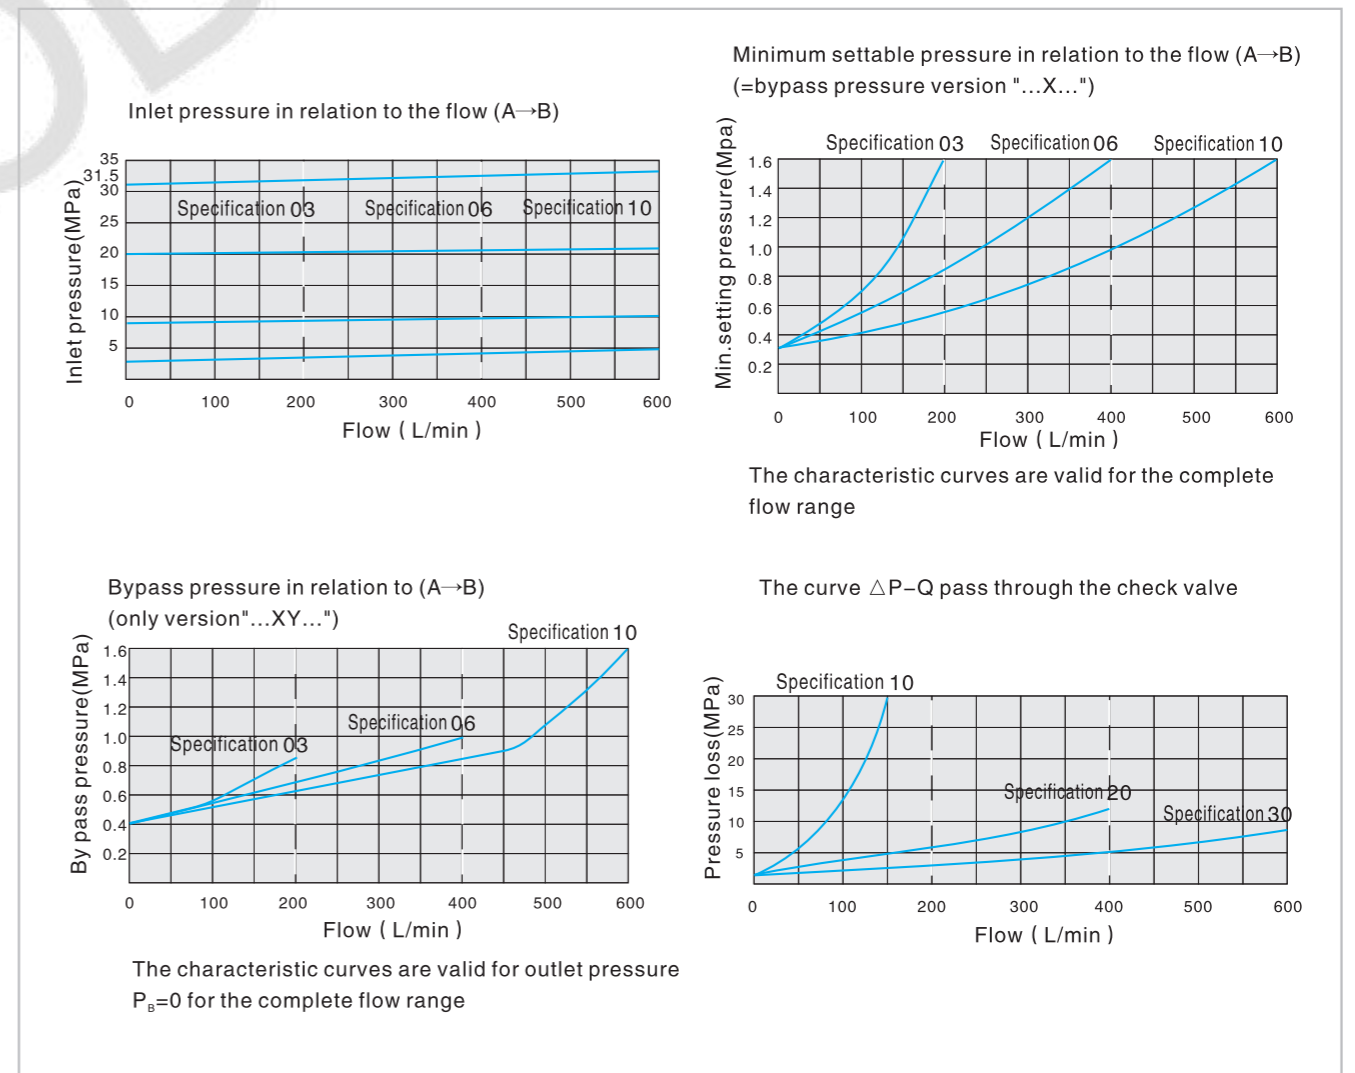 Inlet pressure in relation to the flow (A→B)
Inlet pressure(MPa)
35
31.5
30
25
20
15
10
5
Specification 03
Specification 06
Specification 10
0 100 200 300 400 500 600
Flow ( L/min )
Minimum settable pressure in relation to the flow (A→B)
(=bypass pressure version "...X...")
Specification 03
Specification 06
Specification 10
Min.setting pressure(Mpa)
1.6
1.4
1.2
1.0
0.8
0.6
0.4
0.2
0 100 200 300 400 500 600
Flow ( L/min )
The characteristic curves are valid for the complete
flow range
Bypass pressure in relation to (A→B)
(only version"...XY...")
Specification 10
Specification 06
Specification 03
By pass pressure(MPa)
1.6
1.4
1.2
1.0
0.8
0.6
0.4
0.2
0 100 200 300 400 500 600
Flow ( L/min )
The characteristic curves are valid for outlet pressure
PB=0 for the complete flow range
The curve △P–Q pass through the check valve
Specification 10
Specification 20
Specification 30
Pressure loss(MPa)
30
25
20
15
10
5
0 100 200 300 400 500 600
Flow ( L/min )